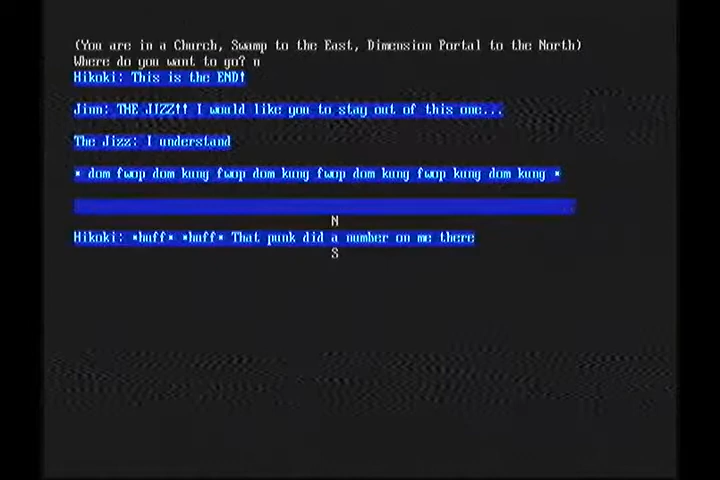 (You are in a Church, Swamp to the East, Dimension Portal to the North)
Where do you want to go? n
Hikoki: This is the END!
Jinn: THE JIZZ!! I would like you to stay out of this one...
The Jizz: I understand
* dom fwop dom kung fwop dom kung fwop dom kung fwop kung dom kung *
N
Hikoki: *huff* *huff* That punk did a number on me there
S